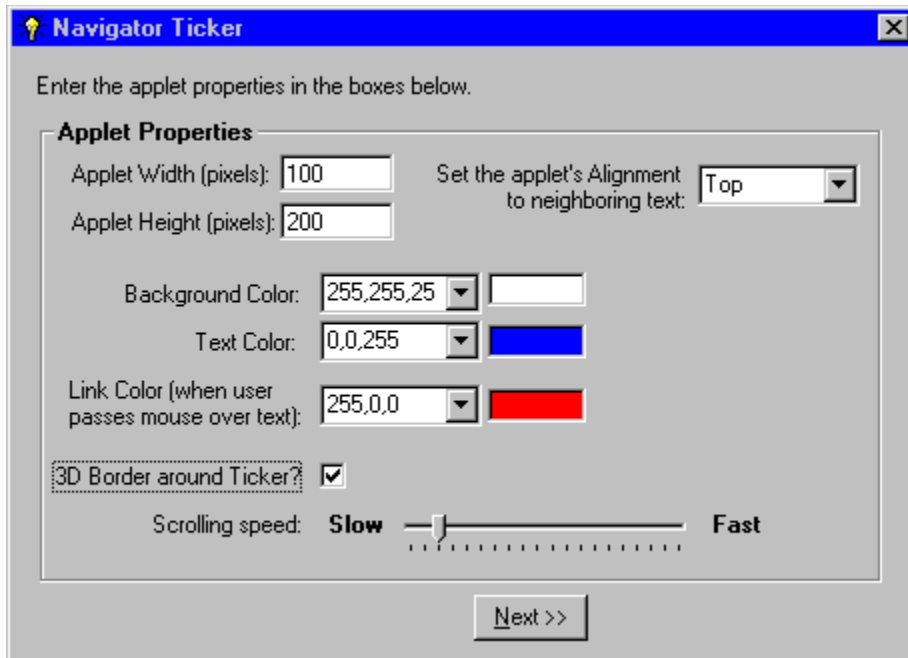 Navigator Ticker
Enter the applet properties in the boxes below.
Applet Properties
Applet Width (pixels): 100
Set the applet's Alignment
to neighboring text: Top
Applet Height (pixels): 200
Background Color: 255,255,25
Text Color: 0,0,255
Link Color (when user
passes mouse over text): 255,0,0
3D Border around Ticker?
Scrolling speed: Slow Fast
Next >>